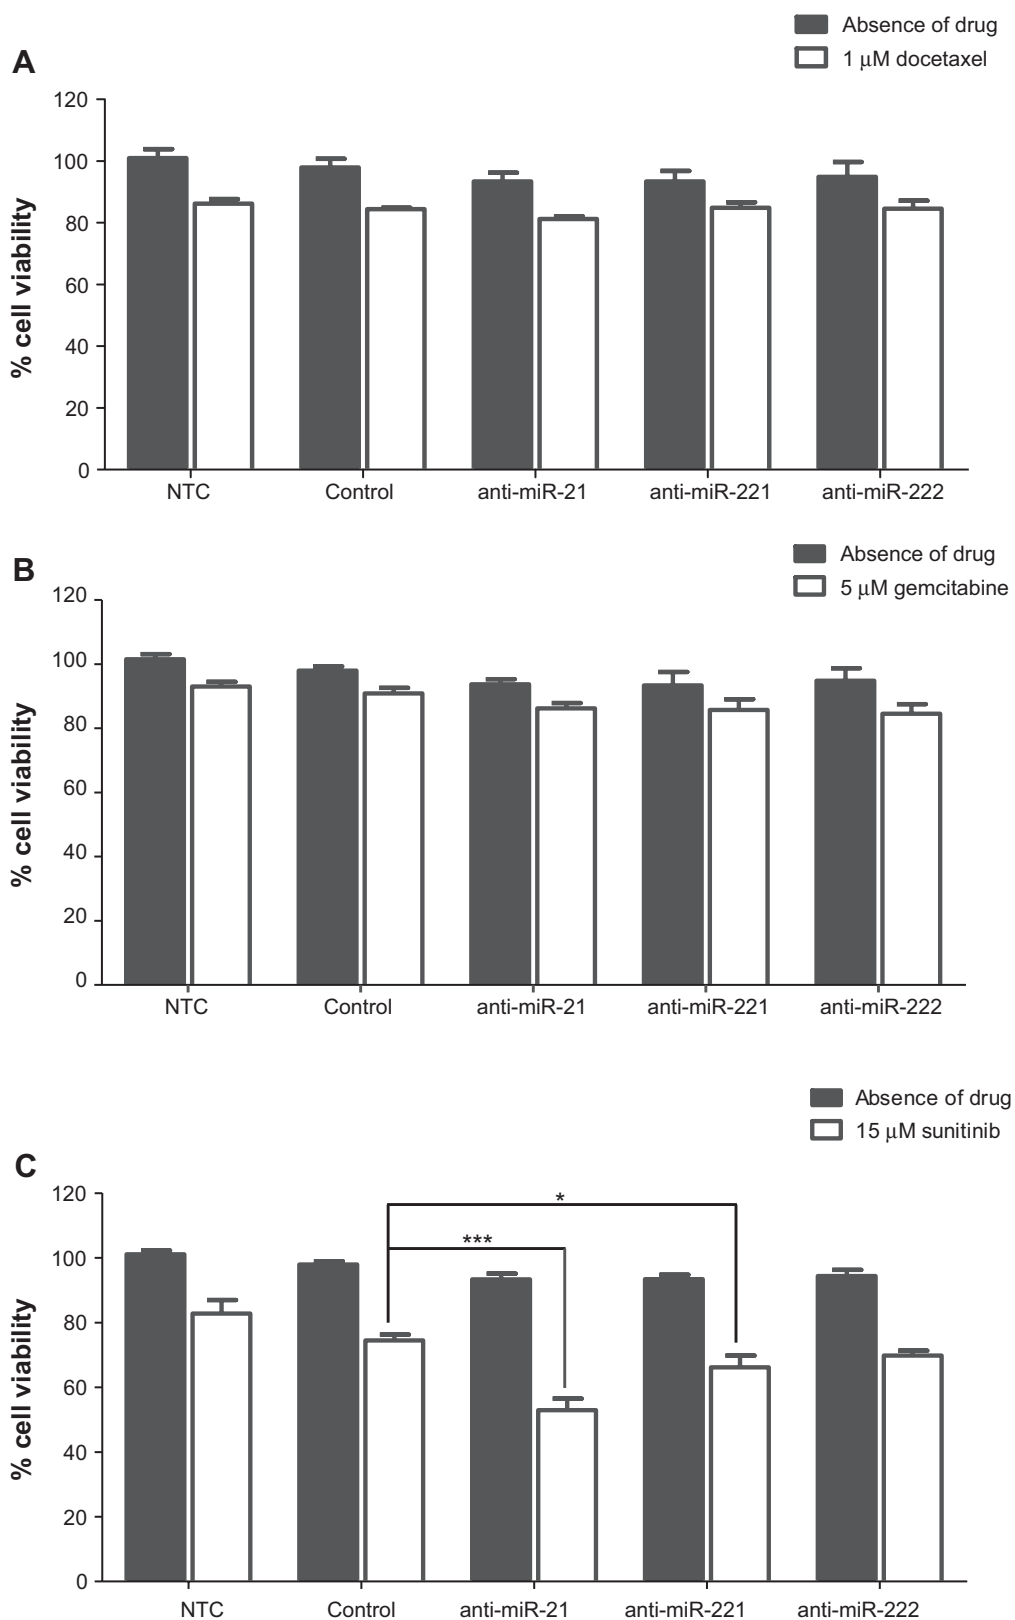 A
Absence of drug
1 μM docetaxel
% cell viability
120
100
80
60
40
20
0
NTC Control anti-miR-21 anti-miR-221 anti-miR-222
B
Absence of drug
5 μM gemcitabine
% cell viability
120
100
80
60
40
20
0
NTC Control anti-miR-21 anti-miR-221 anti-miR-222
C
Absence of drug
15 μM sunitinib
% cell viability
120
100
80
60
40
20
0
*
***
NTC Control anti-miR-21 anti-miR-221 anti-miR-222